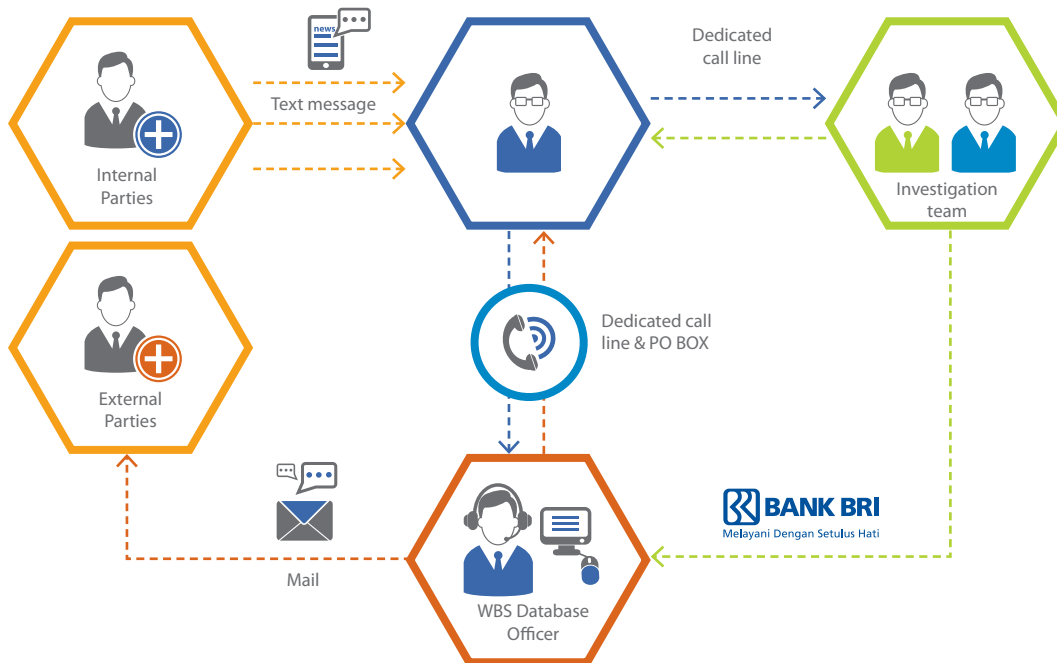 news
Text message
Dedicated
call line
Internal
Parties
Investigation
team
External
Parties
Dedicated call
line & PO BOX
BANK BRI
Melayani Dengan Setulus Hati
Mail
WBS Database
Officer